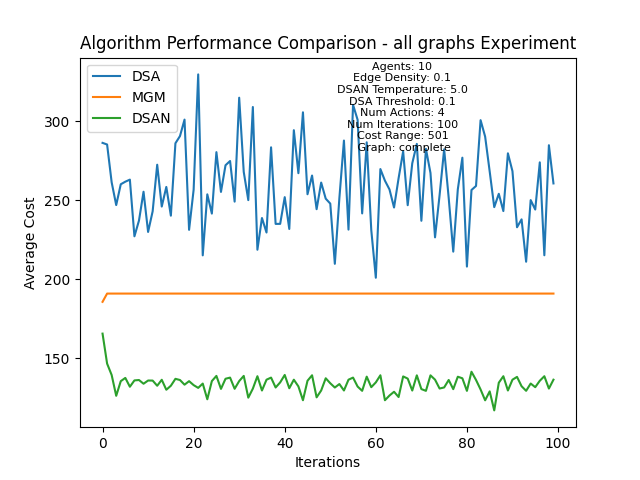 Algorithm Performance Comparison - all graphs Experiment
DSA
MGM
DSAN
Agents: 10
Edge Density: 0.1
DSAN Temperature: 5.0
DSA Threshold: 0.1
Num Actions: 4
Num Iterations: 100
Cost Range: 501
Graph: complete
Average Cost
300
250
200
150
0 20 40 60 80 100
Iterations